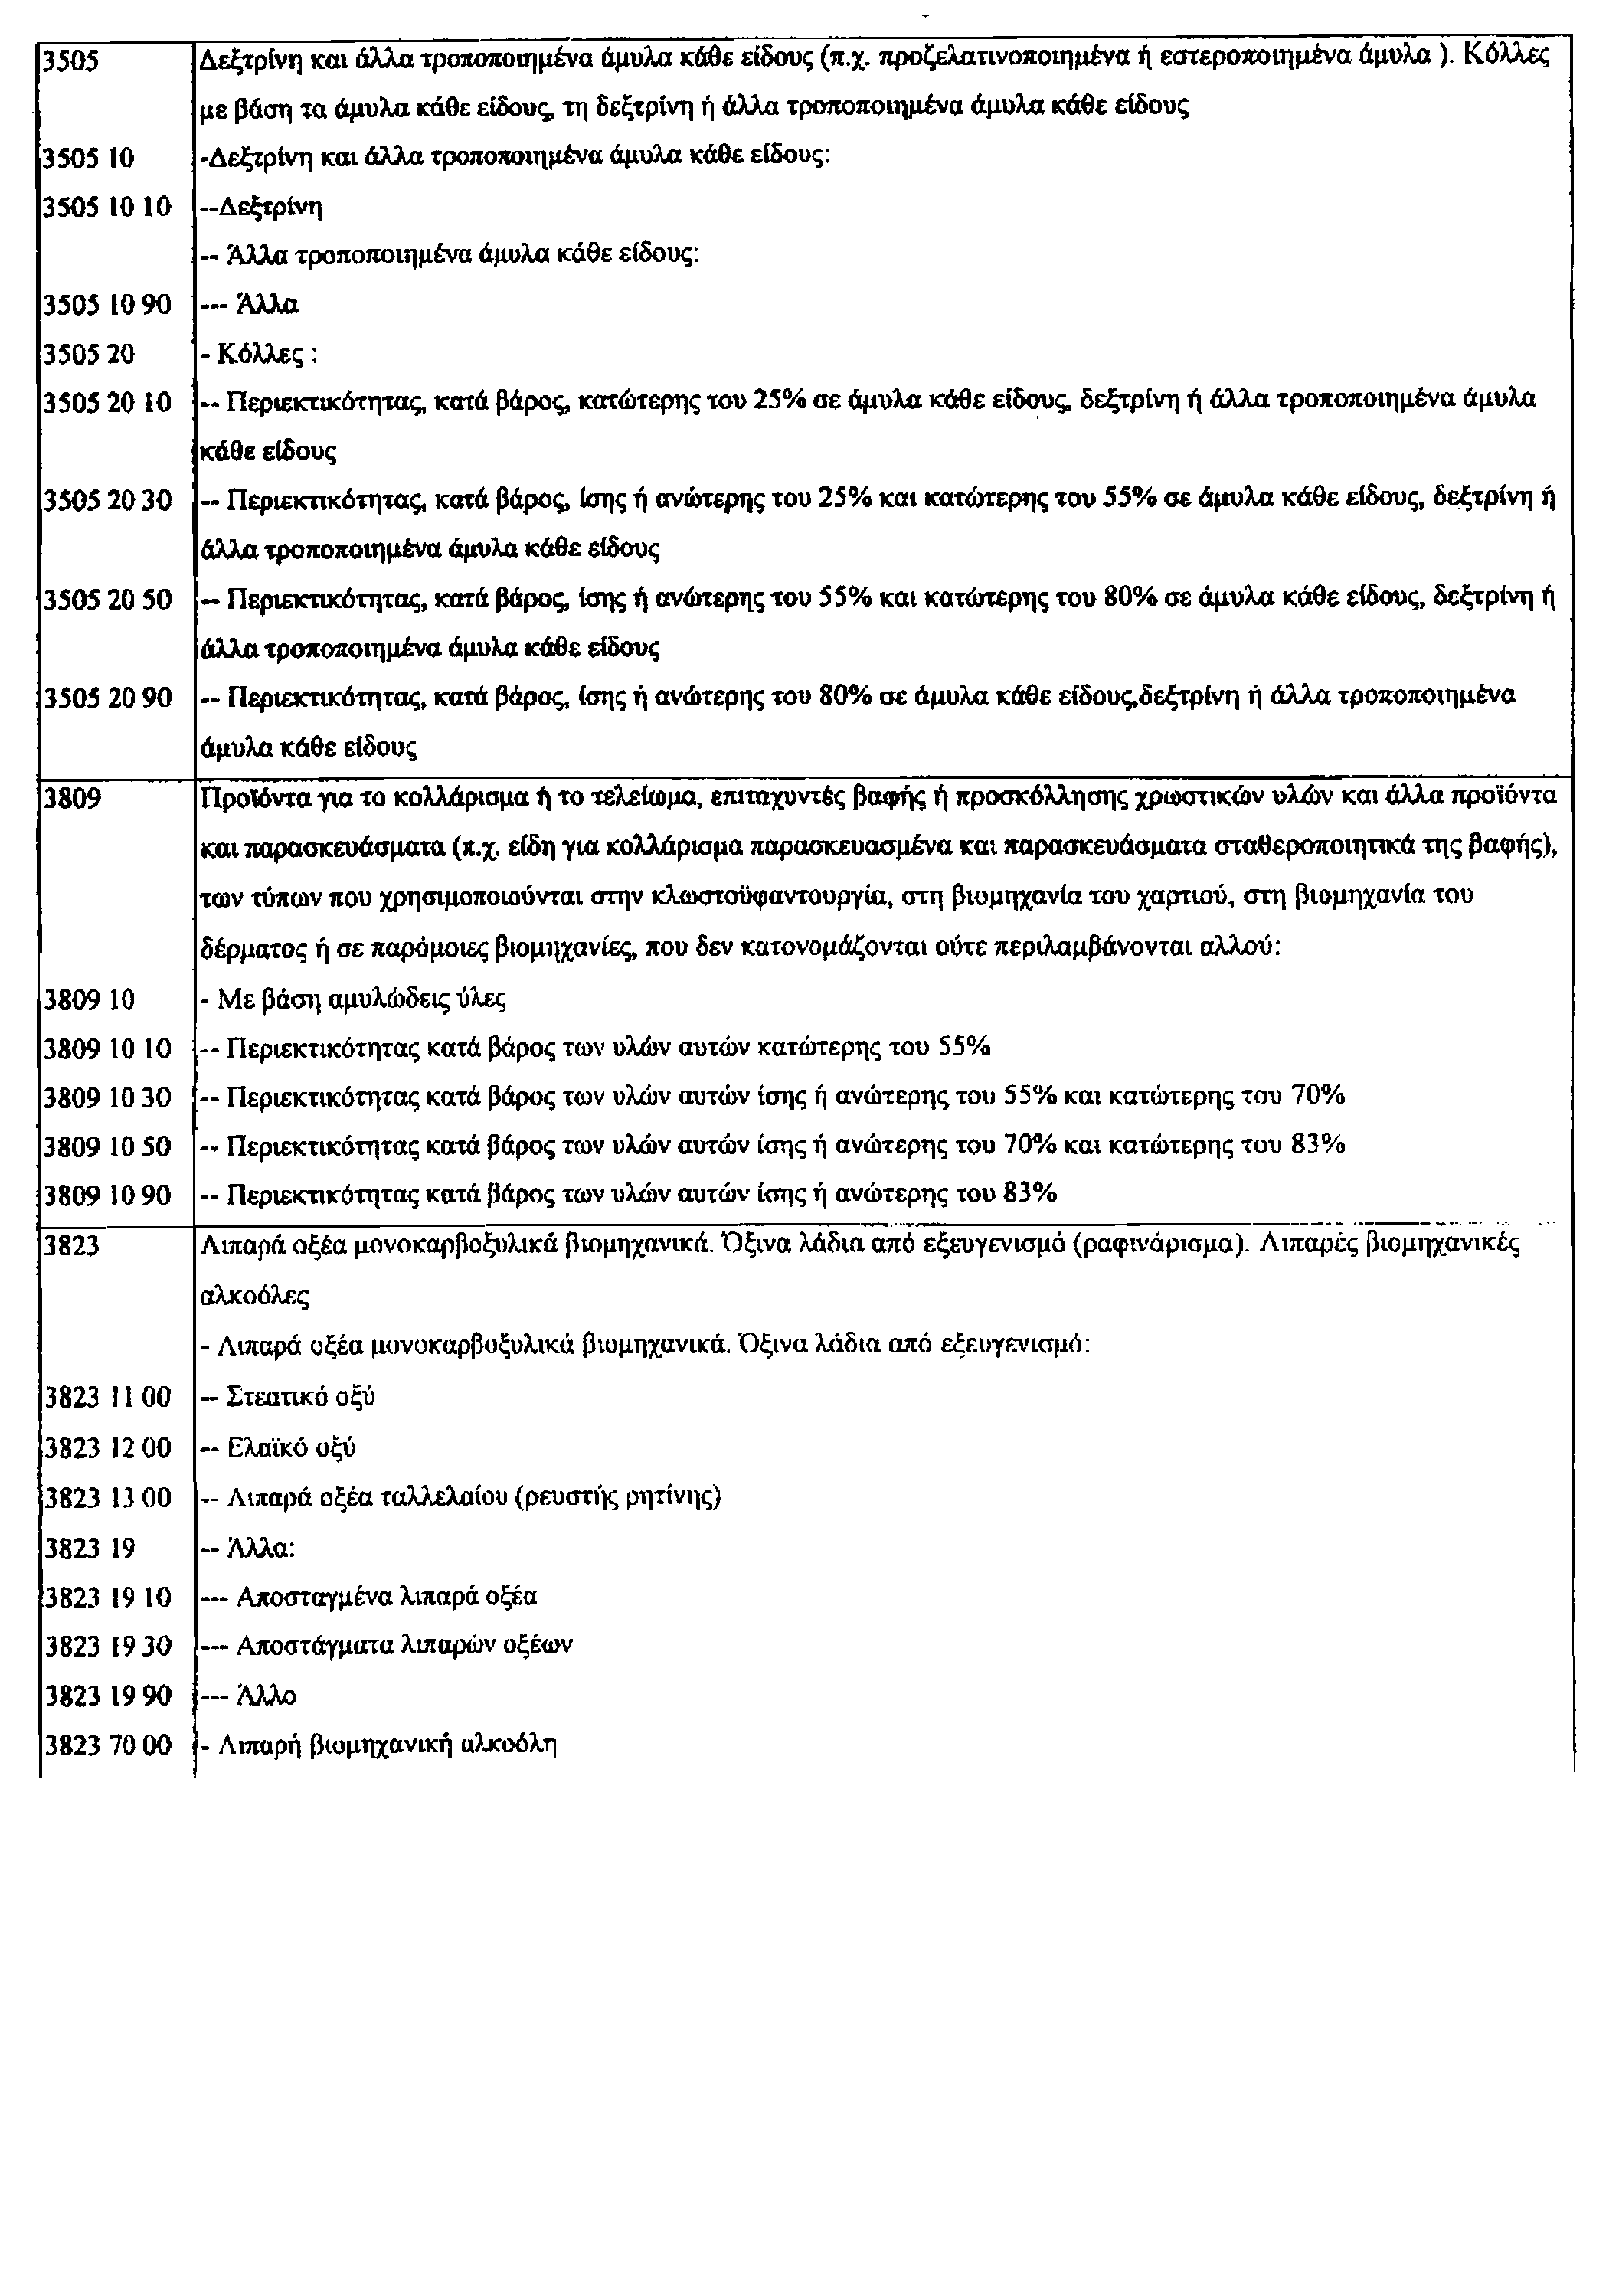 3505 Δεξτρίνη και άλλα τροποποιημένα άμυλα κάθε είδους (π.χ. προζελατινοποιημένα ή εστεροποιημένα άμυλα ). Κόλλες
με βάση τα άμυλα κάθε είδους, τη δεξτρίνη ή άλλα τροποποιημένα άμυλα κάθε είδους
3505 10 -Δεξτρίνη και άλλα τροποποιημένα άμυλα κάθε είδους:
3505 10 10 --Δεξτρίνη
-- Άλλα τροποποιημένα άμυλα κάθε είδους:
3505 10 90 --- Άλλα
3505 20 - Κόλλες :
3505 20 10 -- Περιεκτικότητας, κατά βάρος, κατώτερης του 25% σε άμυλα κάθε είδους, δεξτρίνη ή άλλα τροποποιημένα άμυλα
κάθε είδους
3505 20 30 -- Περιεκτικότητας, κατά βάρος, ίσης ή ανώτερης του 25% και κατώτερης του 55% σε άμυλα κάθε είδους, δεξτρίνη ή
άλλα τροποποιημένα άμυλα κάθε είδους
3505 20 50 -- Περιεκτικότητας, κατά βάρος, ίσης ή ανώτερης του 55% και κατώτερης του 80% σε άμυλα κάθε είδους, δεξτρίνη ή
άλλα τροποποιημένα άμυλα κάθε είδους
3505 20 90 -- Περιεκτικότητας, κατά βάρος, ίσης ή ανώτερης του 80% σε άμυλα κάθε είδους,δεξτρίνη ή άλλα τροποποιημένα
άμυλα κάθε είδους
3809 Προϊόντα για το κολλάρισμα ή το τελείωμα, επιταχυντές βαφής ή προσκόλλησης χρωστικών υλών και άλλα προϊόντα
και παρασκευάσματα (π.χ. είδη για κολλάρισμα παρασκευασμένα και παρασκευάσματα σταθεροποιητικά της βαφής),
των τύπων που χρησιμοποιούνται στην κλωστοϋφαντουργία, στη βιομηχανία του χαρτιού, στη βιομηχανία του
δέρματος ή σε παρόμοιες βιομηχανίες, που δεν κατονομάζονται ούτε περιλαμβάνονται αλλού:
3809 10 - Με βάση αμυλώδεις ύλες
3809 10 10 -- Περιεκτικότητας κατά βάρος των υλών αυτών κατώτερης του 55%
3809 10 30 -- Περιεκτικότητας κατά βάρος των υλών αυτών ίσης ή ανώτερης του 55% και κατώτερης του 70%
3809 10 50 -- Περιεκτικότητας κατά βάρος των υλών αυτών ίσης ή ανώτερης του 70% και κατώτερης του 83%
3809 10 90 -- Περιεκτικότητας κατά βάρος των υλών αυτών ίσης ή ανώτερης του 83%
3823 Λιπαρά οξέα μονοκαρβοξυλικά βιομηχανικά. Όξινα λάδια από εξευγενισμό (ραφινάρισμα). Λιπαρές βιομηχανικές
αλκοόλες
- Λιπαρά οξέα μονοκαρβοξυλικά βιομηχανικά. Όξινα λάδια από εξευγενισμό:
3823 11 00 -- Στεατικό οξύ
3823 12 00 -- Ελαϊκό οξύ
3823 13 00 -- Λιπαρά οξέα ταλλελαίου (ρευστής ρητίνης)
3823 19 -- Άλλα:
3823 19 10 --- Αποσταγμένα λιπαρά οξέα
3823 19 30 --- Αποστάγματα λιπαρών οξέων
3823 19 90 --- Άλλο
3823 70 00 - Λιπαρή βιομηχανική αλκοόλη